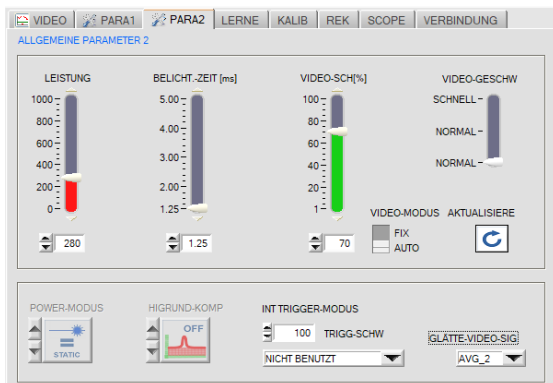 VIDEO PARA1 PARA2 LERNE KALIB REK SCOPE VERBINDUNG
ALLGEMEINE PARAMETER 2
LEISTUNG BELICHT.-ZEIT [ms] VIDEO-SCH[%] VIDEO-GESCHW
1000 5.00 100 SCHNELL
800 80
4.00 NORMAL
600 60
400 3.00 40 NORMAL
200 2.00 20
0 1.25 1
VIDEO-MODUS AKTUALISIERE
FIX
280 1.25 70 AUTO
POWER-MODUS HIGRUND-KOMP INT TRIGGER-MODUS
OFF 100 TRIGG-SCHW
GLÄTTE-VIDEO-SIG
STATIC NICHT BENUTZT AVG_2